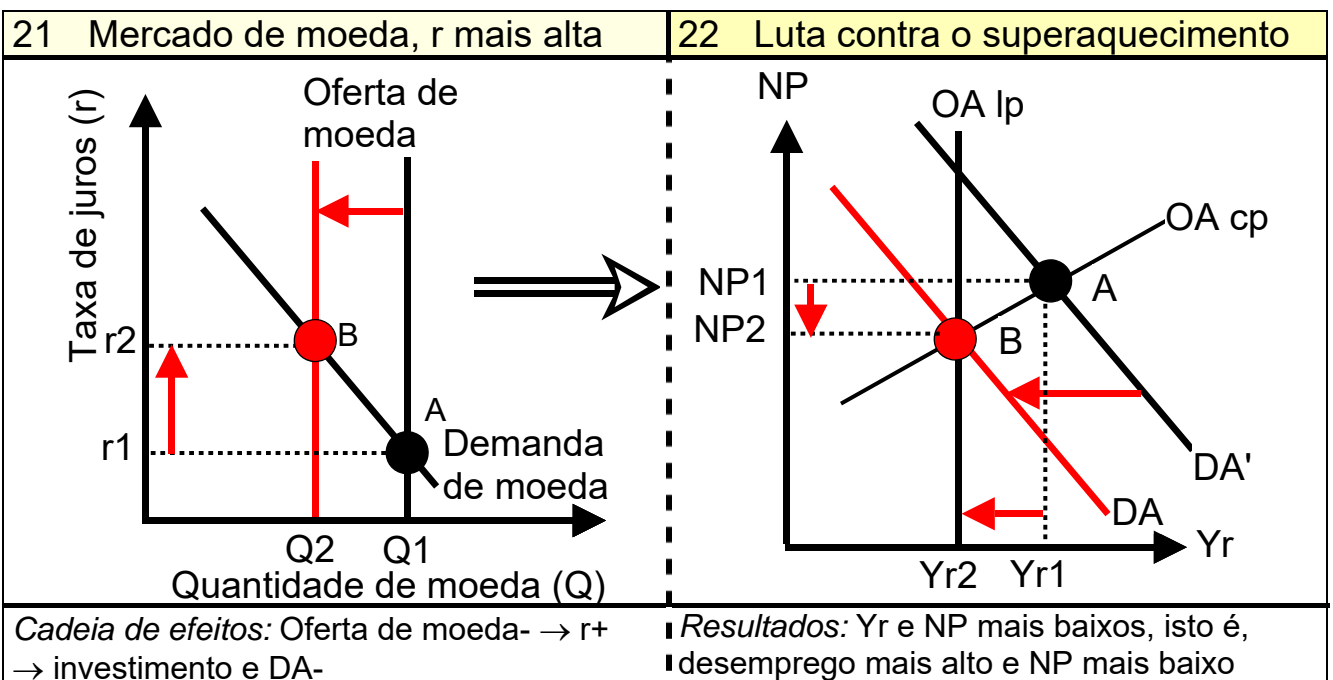 21 Mercado de moeda, r mais alta
Taxa de juros (r)
Oferta de
moeda
B
r2
A
r1
Demanda
de moeda
Q2 Q1
Quantidade de moeda (Q)
Cadeia de efeitos: Oferta de moeda- → r+
→ investimento e DA-
22 Luta contra o superaquecimento
NP
OA lp
OA cp
NP1
A
NP2
B
DA'
DA
Yr
Yr2 Yr1
Resultados: Yr e NP mais baixos, isto é,
desemprego mais alto e NP mais baixo